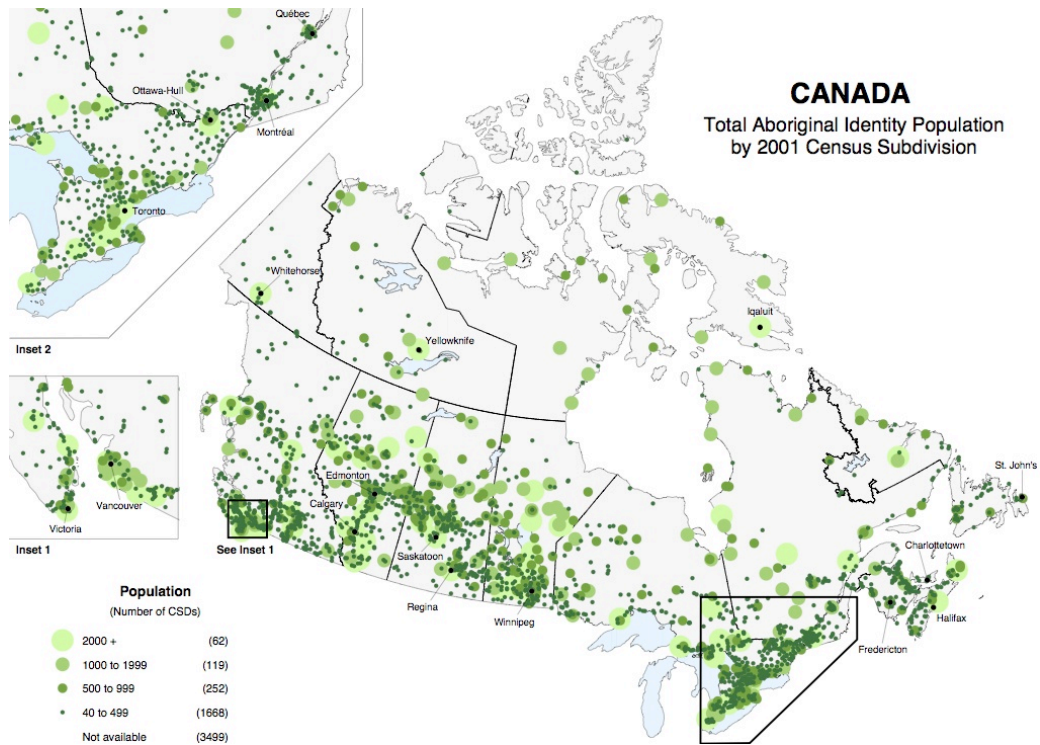 CANADA
Total Aboriginal Identity Population
by 2001 Census Subdivision
Québec
Ottawa-Hull
Montréal
Toronto
Inset 2
Whitehorse
Yellowknife
Iqaluit
Edmonton
Calgary
Saskatoon
Regina
Winnipeg
St. John's
Charlottetown
Halifax
Fredericton
Vancouver
Victoria
Inset 1
See Inset 1
Population
(Number of CSDs)
2000 + (62)
1000 to 1999 (119)
500 to 999 (252)
40 to 499 (1668)
Not available (3499)